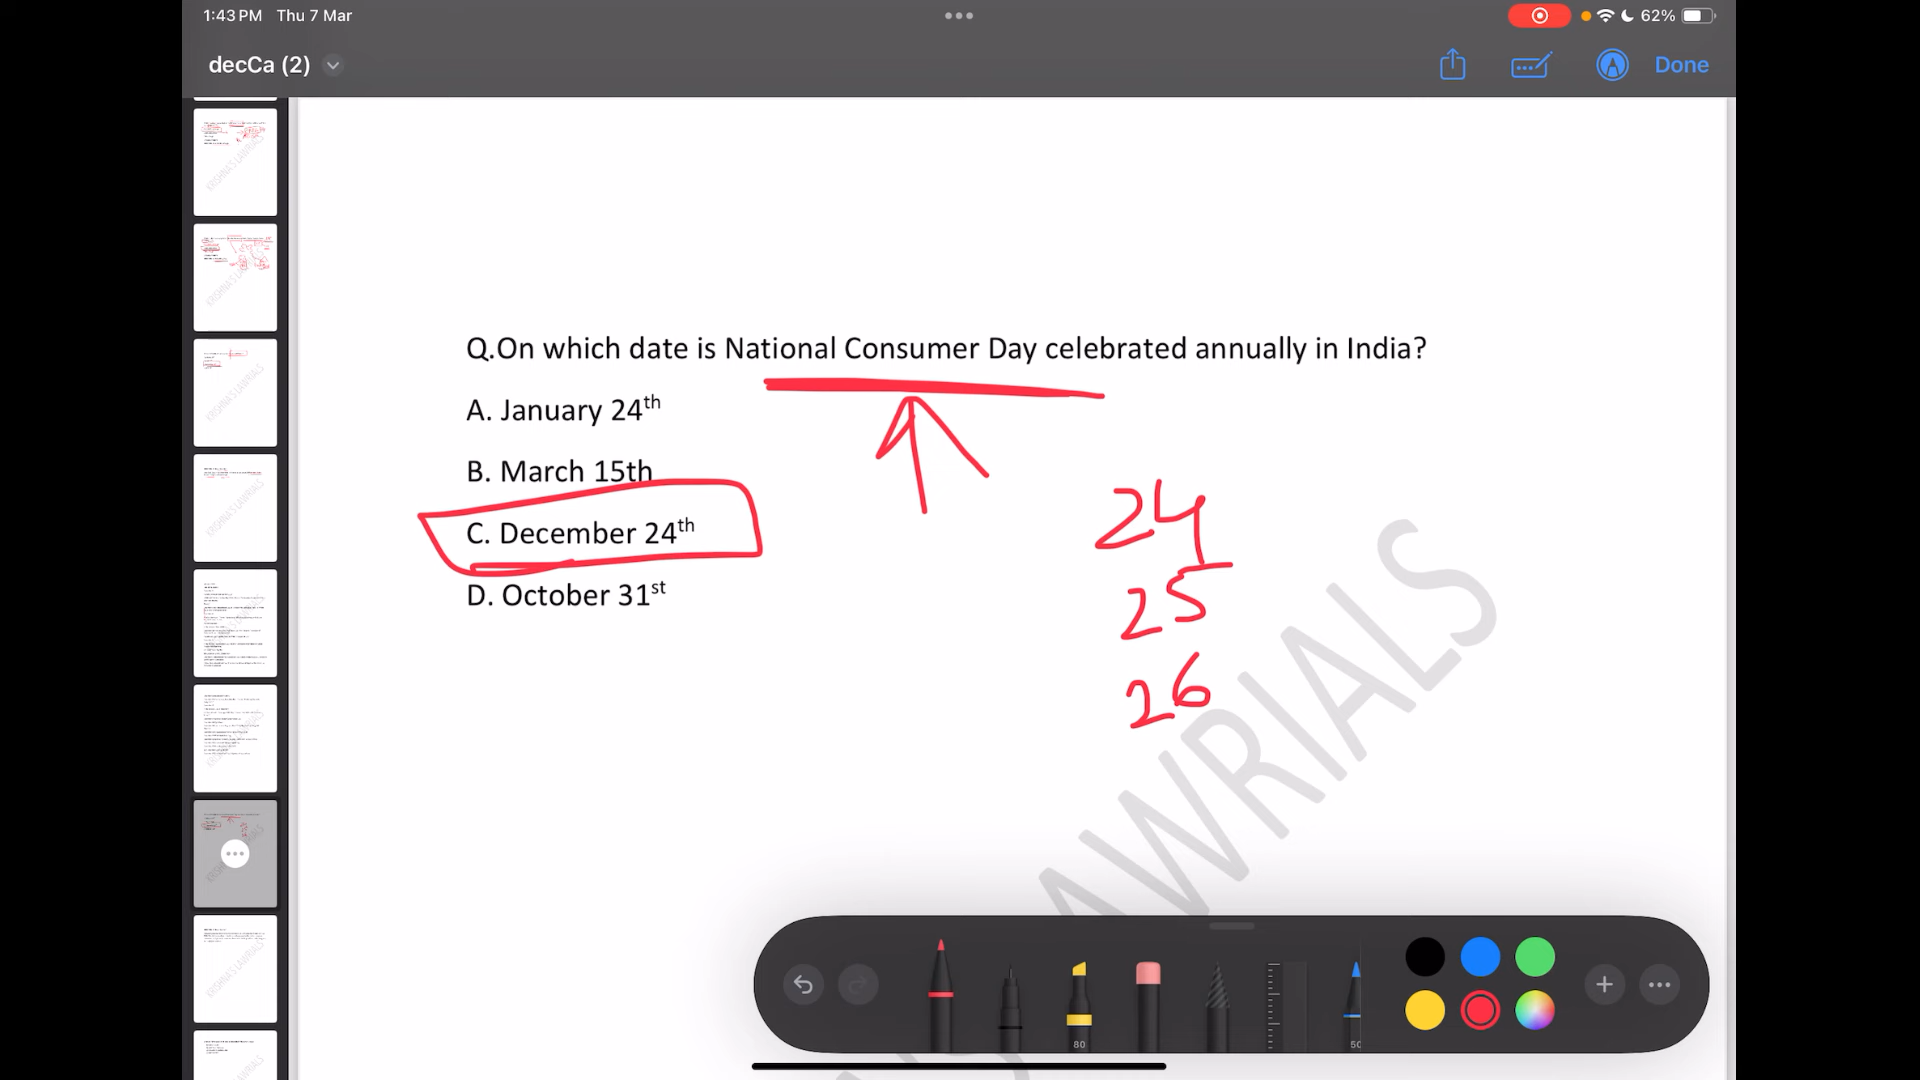 1:43 PM Thu 7 Mar
62%
decCa (2)
Done
Q.On which date is National Consumer Day celebrated annually in India?
A. January 24th
B. March 15th
C. December 24th
D. October 31st
24
25
26
AWRIALS
80
50